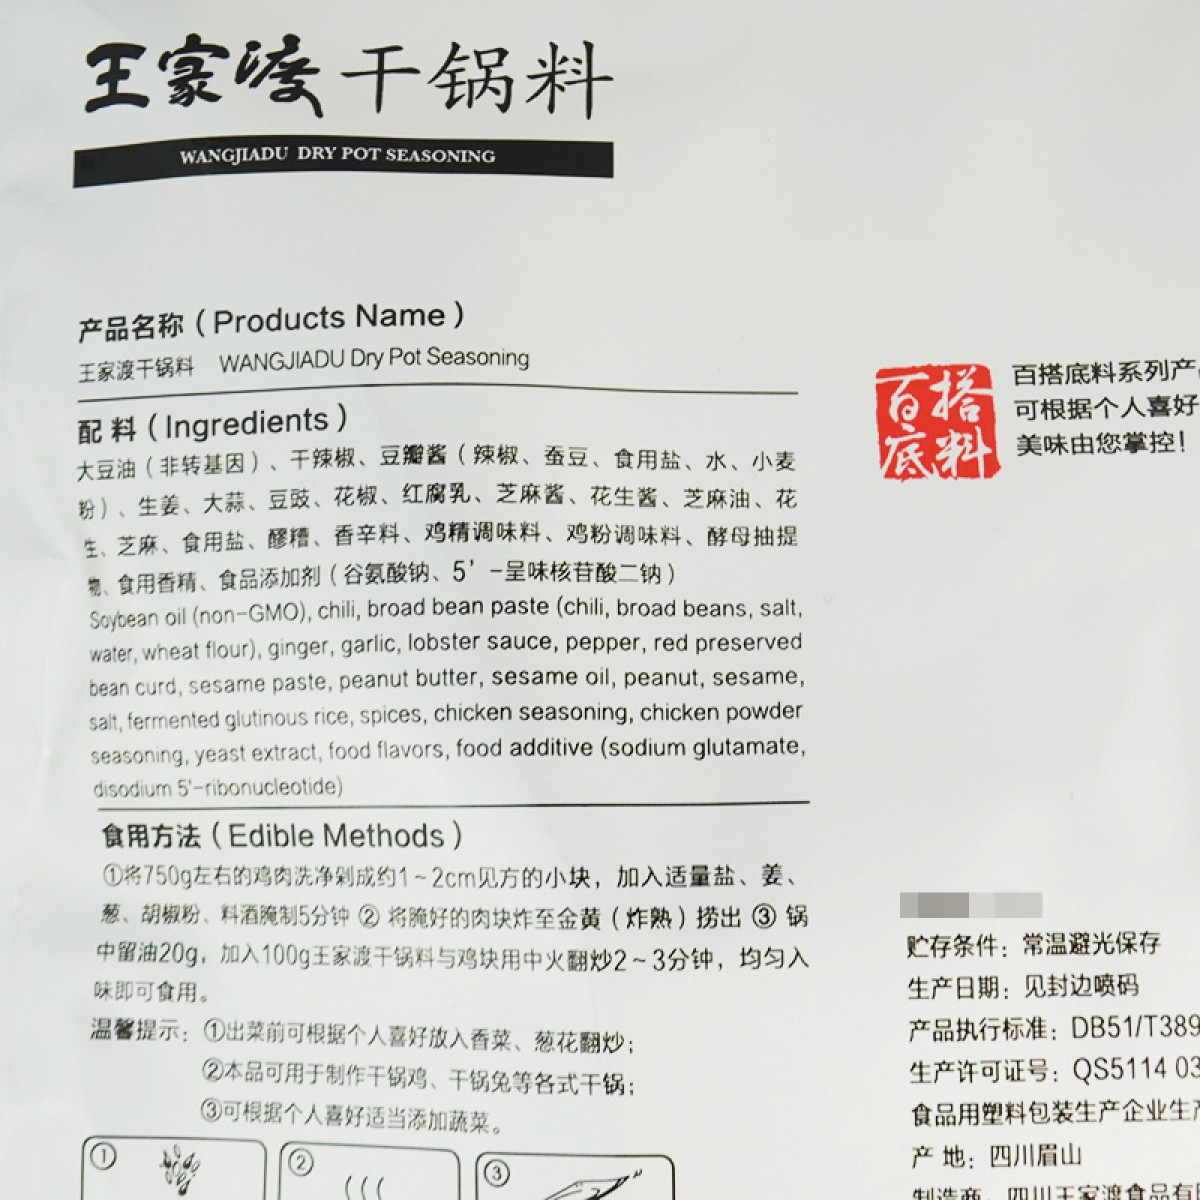 王家渡干锅料
WANGJIADU DRY POT SEASONING
产品名称（Products Name）
王家渡干锅料 WANGJIADU Dry Pot Seasoning
配 料（Ingredients）
大豆油（非转基因）、干辣椒、豆瓣酱（辣椒、蚕豆、食用盐、水、小麦
粉）、生姜、大蒜、豆豉、花椒、红腐乳、芝麻酱、花生酱、芝麻油、花
生、芝麻、食用盐、醪糟、香辛料、鸡精调味料、鸡粉调味料、酵母抽提
物、食用香精、食品添加剂（谷氨酸钠、5'－呈味核苷酸二钠）
Soybean oil (non-GMO), chili, broad bean paste (chili, broad beans, salt,
water, wheat flour), ginger, garlic, lobster sauce, pepper, red preserved
bean curd, sesame paste, peanut butter, sesame oil, peanut, sesame,
salt, fermented glutinous rice, spices, chicken seasoning, chicken powder
seasoning, yeast extract, food flavors, food additive (sodium glutamate,
disodium 5'-ribonucleotide)
食用方法（Edible Methods）
①将750g左右的鸡肉洗净剁成约1~2cm见方的小块，加入适量盐、姜、
葱、胡椒粉、料酒腌制5分钟 ② 将腌好的肉块炸至金黄（炸熟）捞出 ③ 锅
中留油20g，加入100g王家渡干锅料与鸡块用中火翻炒2~3分钟，均匀入
味即可食用。
温馨提示：①出菜前可根据个人喜好放入香菜、葱花翻炒；
②本品可用于制作干锅鸡、干锅兔等各式干锅；
③可根据个人喜好适当添加蔬菜。
① ② ③
百搭底料
百搭底料系列产品
可根据个人喜好
美味由您掌控！
贮存条件：常温避光保存
生产日期：见封边喷码
产品执行标准：DB51/T389
生产许可证号：QS5114 03
食品用塑料包装生产企业生产
产 地：四川眉山
制造商：四川王家渡食品有限